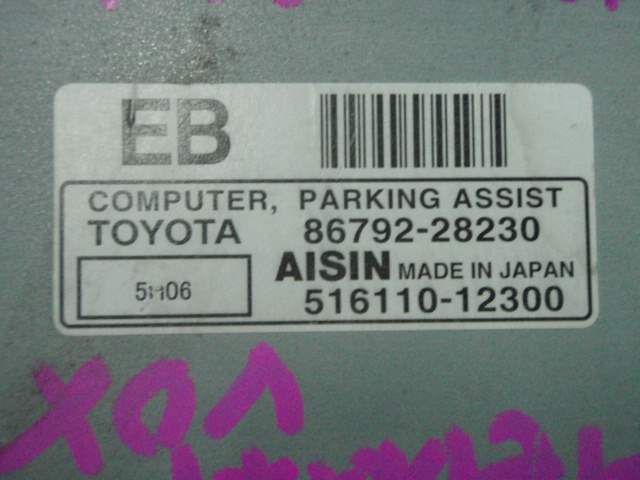 EB
COMPUTER, PARKING ASSIST
TOYOTA 86792-28230
AISIN MADE IN JAPAN
5H06 516110-12300